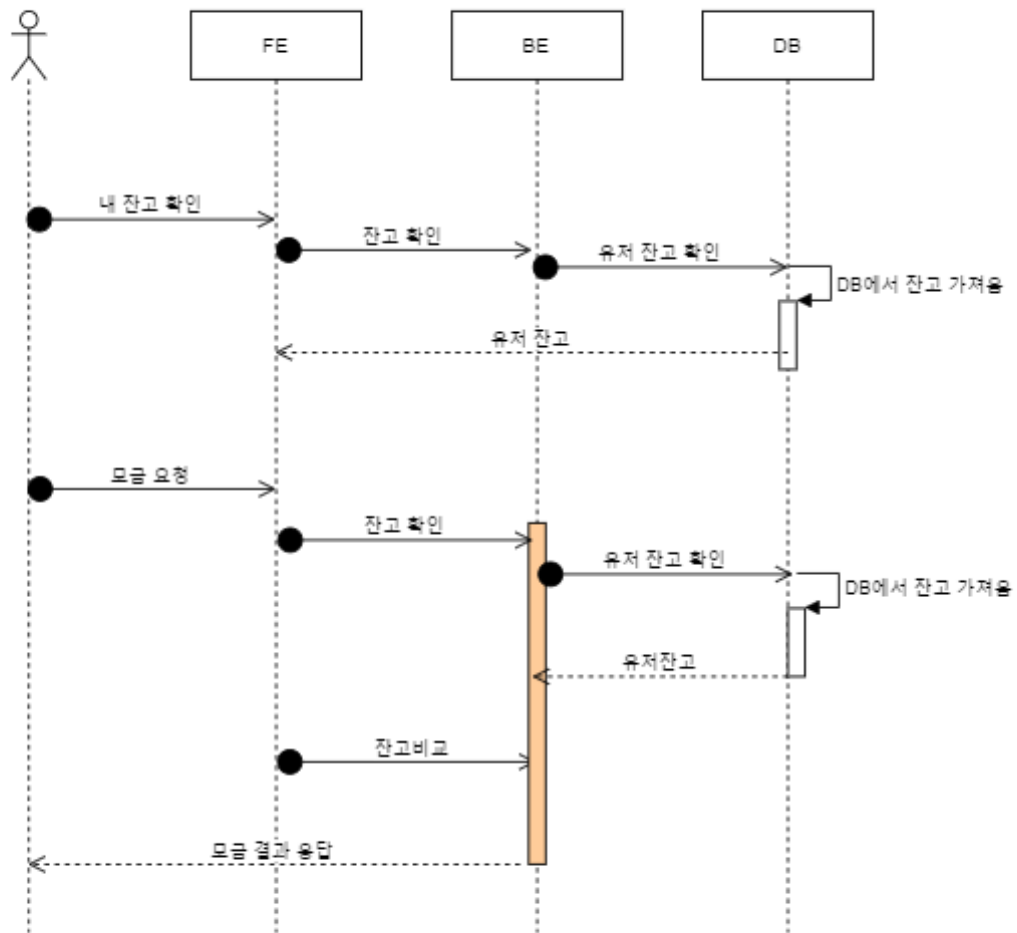 FE
BE
DB
내 잔고 확인
잔고 확인
유저 잔고 확인
DB에서 잔고 가져옴
유저 잔고
모금 요청
잔고 확인
유저 잔고 확인
DB에서 잔고 가져옴
유저잔고
잔고비교
모금 결과 응답